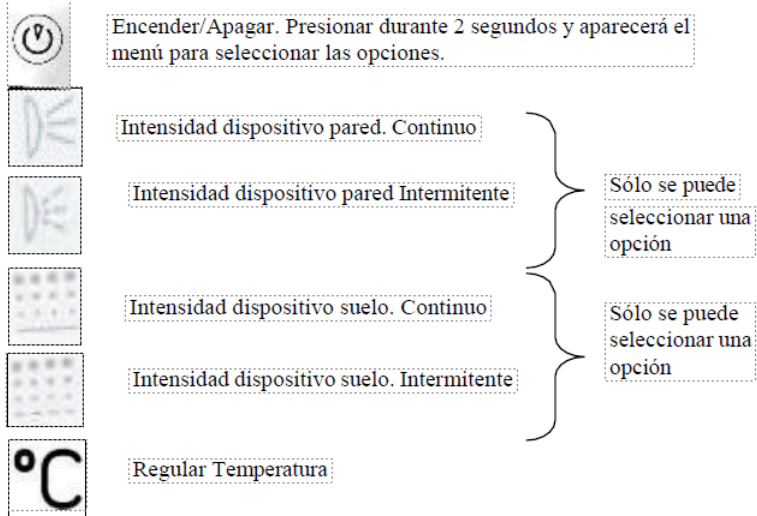 Encender/Apagar. Presionar durante 2 segundos y aparecerá el
menú para seleccionar las opciones.
Intensidad dispositivo pared. Continuo
Intensidad dispositivo pared Intermitente
Sólo se puede
seleccionar una
opción
Intensidad dispositivo suelo. Continuo
Intensidad dispositivo suelo. Intermitente
Sólo se puede
seleccionar una
opción
°C
Regular Temperatura